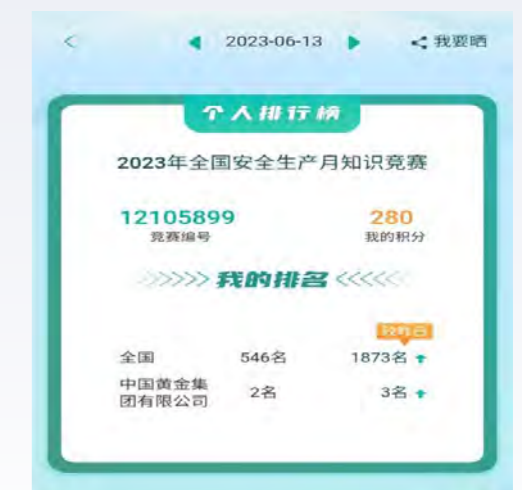 2023-06-13 我要晒
个人排行榜
2023年全国安全生产月知识竞赛
12105899 280
竞赛编号 我的积分
我的排名
较昨日
全国 546名 1873名
中国黄金集
团有限公司 2名 3名